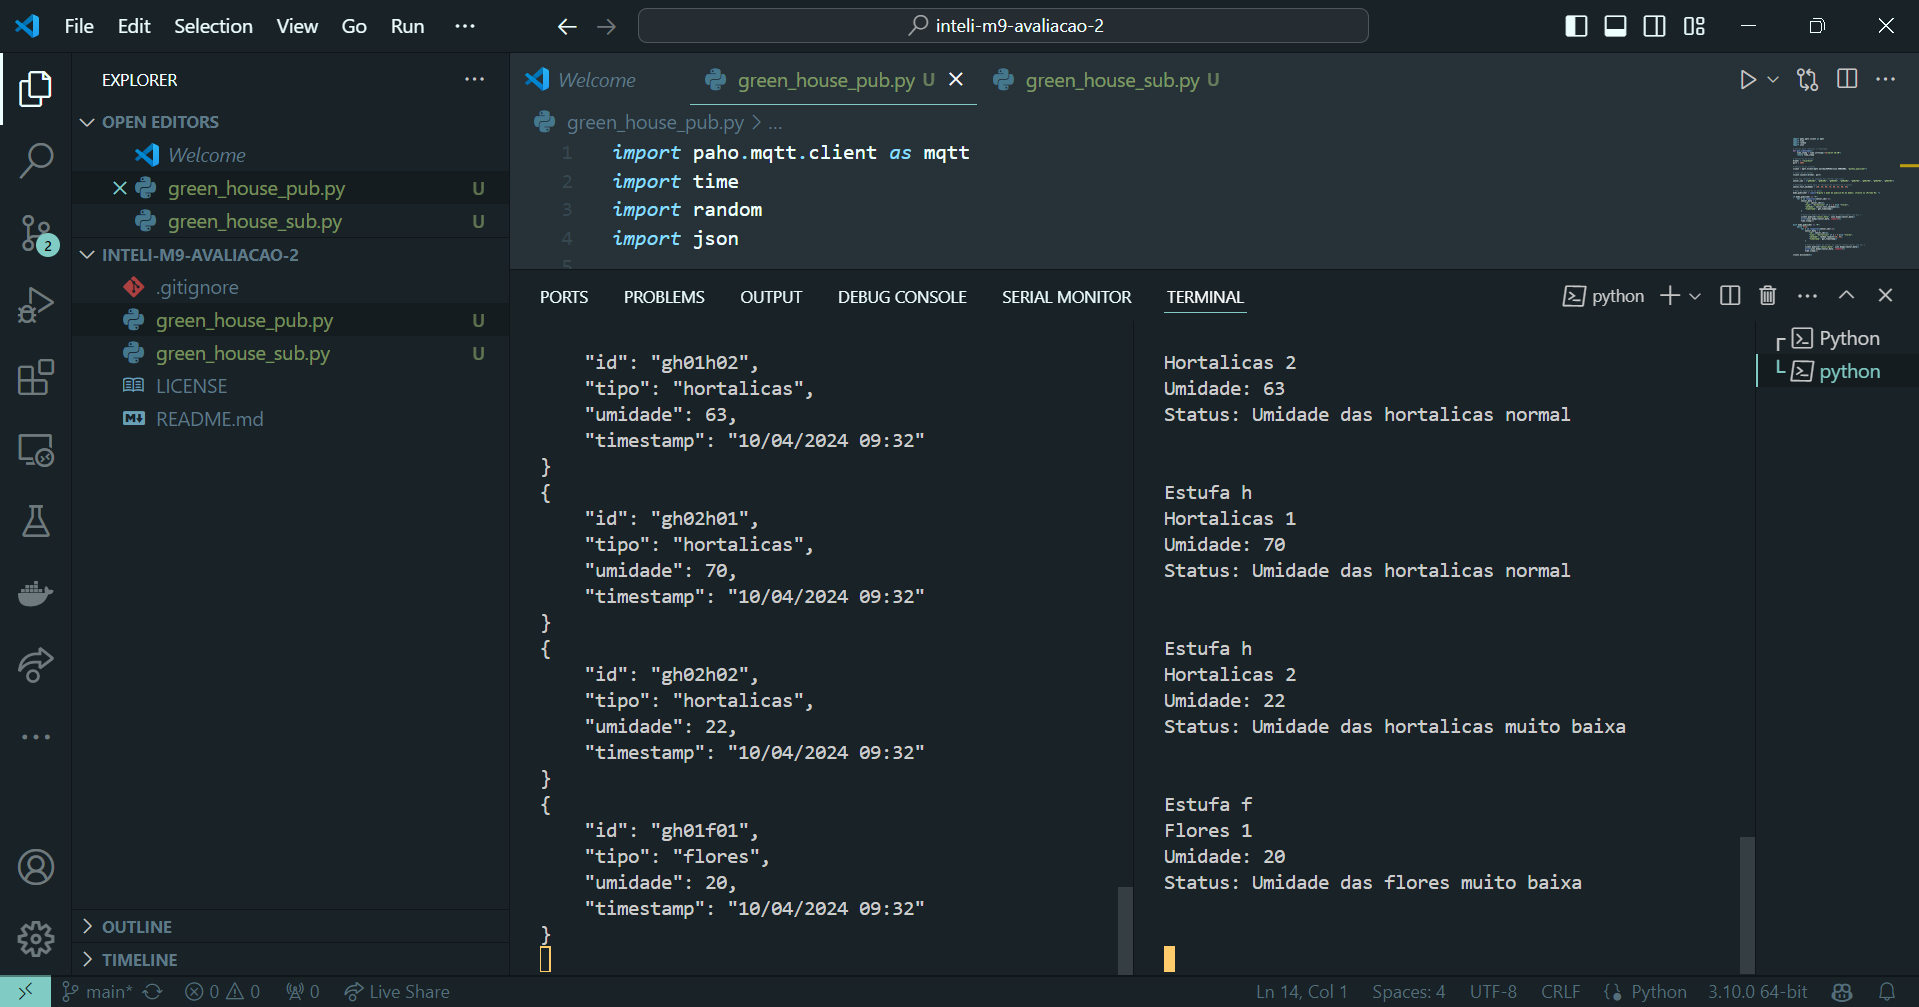 File Edit Selection View Go Run ···
inteli-m9-avaliacao-2
EXPLORER
OPEN EDITORS
Welcome
green_house_pub.py U
green_house_sub.py U
INTELI-M9-AVALIACAO-2
.gitignore
green_house_pub.py U
green_house_sub.py U
LICENSE
README.md
OUTLINE
TIMELINE
2
Welcome green_house_pub.py U green_house_sub.py U
green_house_pub.py > ...
1 import paho.mqtt.client as mqtt
2 import time
3 import random
4 import json
5
PORTS PROBLEMS OUTPUT DEBUG CONSOLE SERIAL MONITOR TERMINAL
python
"id": "gh01h02",
"tipo": "hortalicas",
"umidade": 63,
"timestamp": "10/04/2024 09:32"
}
{
"id": "gh02h01",
"tipo": "hortalicas",
"umidade": 70,
"timestamp": "10/04/2024 09:32"
}
{
"id": "gh02h02",
"tipo": "hortalicas",
"umidade": 22,
"timestamp": "10/04/2024 09:32"
}
{
"id": "gh01f01",
"tipo": "flores",
"umidade": 20,
"timestamp": "10/04/2024 09:32"
}
Hortalicas 2
Umidade: 63
Status: Umidade das hortalicas normal
Estufa h
Hortalicas 1
Umidade: 70
Status: Umidade das hortalicas normal
Estufa h
Hortalicas 2
Umidade: 22
Status: Umidade das hortalicas muito baixa
Estufa f
Flores 1
Umidade: 20
Status: Umidade das flores muito baixa
Python
python
main* 0 0 0 Live Share
Ln 14, Col 1 Spaces: 4 UTF-8 CRLF Python 3.10.0 64-bit